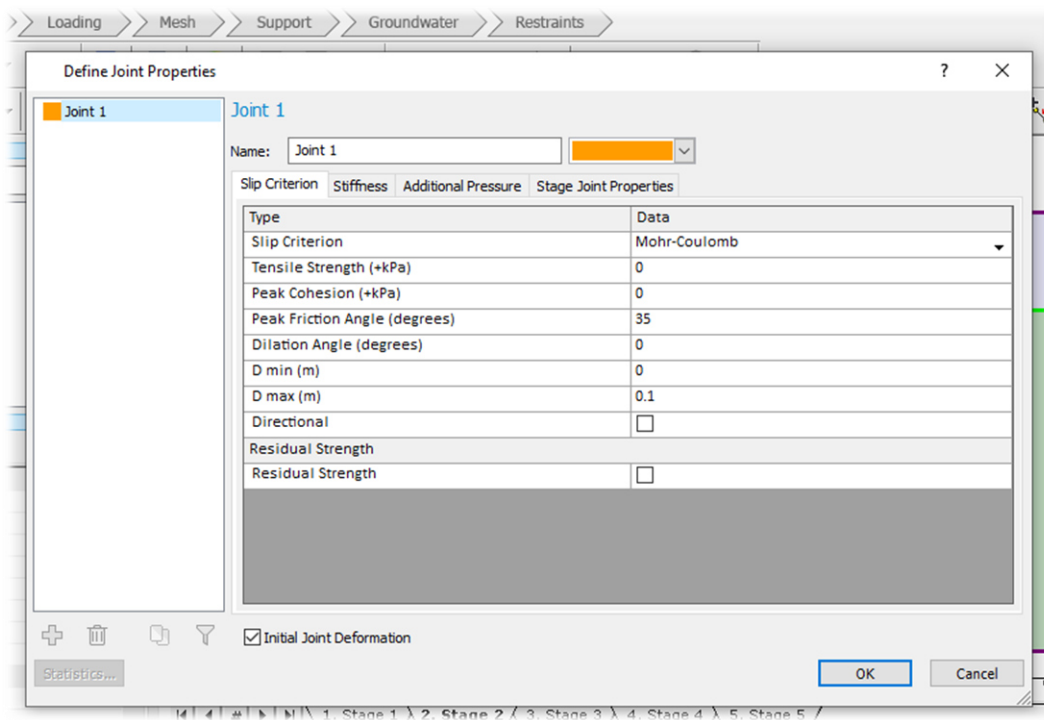 Loading Mesh Support Groundwater Restraints
Define Joint Properties ?
Joint 1
Joint 1
Name: Joint 1
Slip Criterion Stiffness Additional Pressure Stage Joint Properties
Type Data
Slip Criterion Mohr-Coulomb
Tensile Strength (+kPa) 0
Peak Cohesion (+kPa) 0
Peak Friction Angle (degrees) 35
Dilation Angle (degrees) 0
D min (m) 0
D max (m) 0.1
Directional
Residual Strength
Residual Strength
Initial Joint Deformation
Statistics... OK Cancel
# 1. Stage 1 2. Stage 2 3. Stage 3 4. Stage 4 5. Stage 5